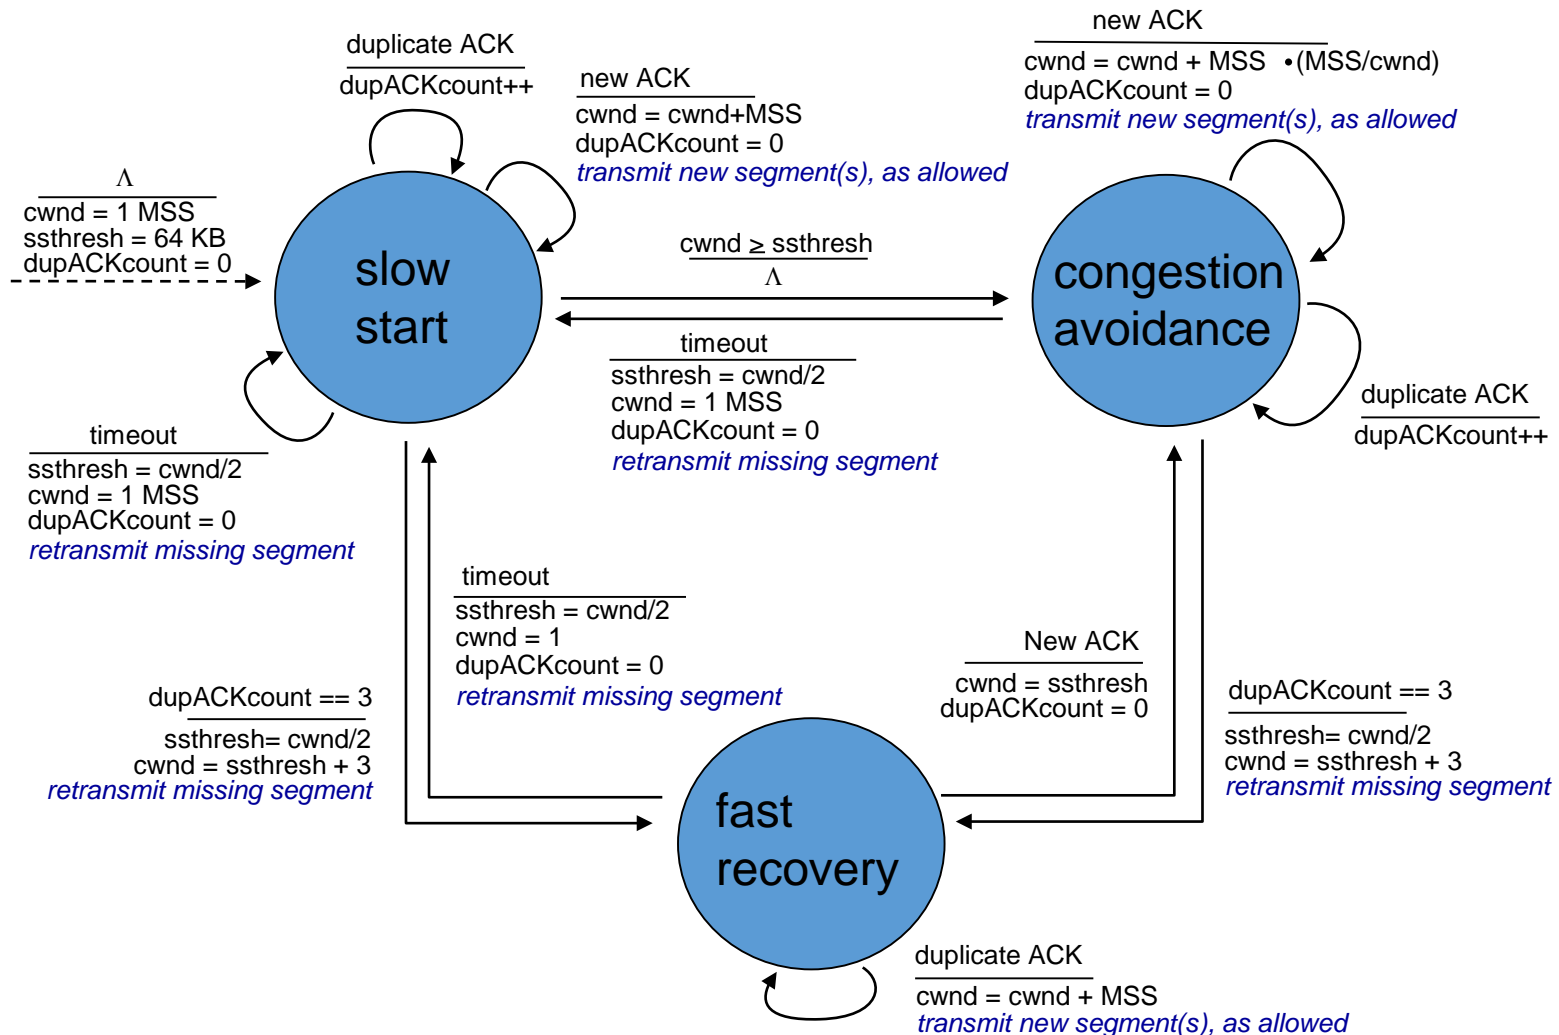 duplicate ACK
dupACKcount++
new ACK
cwnd = cwnd+MSS
dupACKcount = 0
transmit new segment(s), as allowed
new ACK
cwnd = cwnd + MSS •(MSS/cwnd)
dupACKcount = 0
transmit new segment(s), as allowed
Λ
cwnd = 1 MSS
ssthresh = 64 KB
dupACKcount = 0
slow
start
cwnd ≥ ssthresh
Λ
congestion
avoidance
timeout
ssthresh = cwnd/2
cwnd = 1 MSS
dupACKcount = 0
retransmit missing segment
duplicate ACK
dupACKcount++
timeout
ssthresh = cwnd/2
cwnd = 1 MSS
dupACKcount = 0
retransmit missing segment
timeout
ssthresh = cwnd/2
cwnd = 1
dupACKcount = 0
retransmit missing segment
New ACK
cwnd = ssthresh
dupACKcount = 0
dupACKcount == 3
ssthresh= cwnd/2
cwnd = ssthresh + 3
retransmit missing segment
dupACKcount == 3
ssthresh= cwnd/2
cwnd = ssthresh + 3
retransmit missing segment
fast
recovery
duplicate ACK
cwnd = cwnd + MSS
transmit new segment(s), as allowed